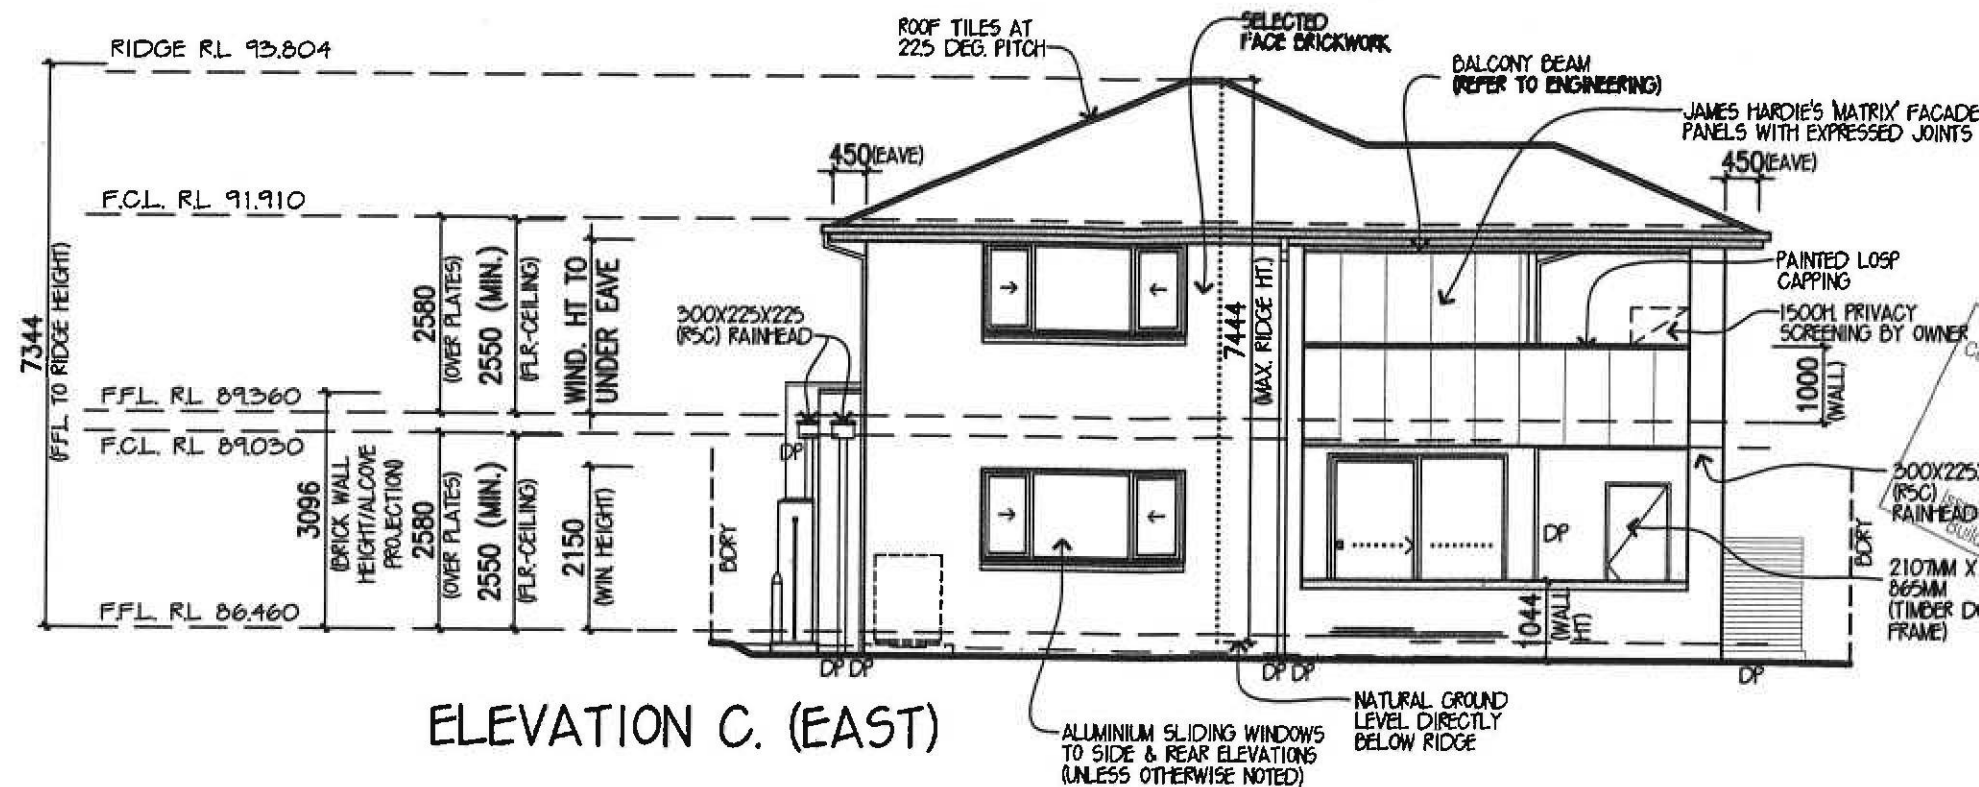 RIDGE R.L 93.804
ROOF TILES AT
22.5 DEG. PITCH
SELECTED
FACE BRICKWORK
BALCONY BEAM
(REFER TO ENGINEERING)
JAMES HARDIE'S 'MATRIX' FACADE
PANELS WITH EXPRESSED JOINTS
450(EAVE)
450(EAVE)
F.C.L. R.L 91.910
7344
(FFL TO RIDGE HEIGHT)
2580
(OVER PLATES)
2550 (MIN.)
(FLR-CEILING)
WIND. HT TO
UNDER EAVE
300X225X225
(RSC) RAINHEAD
7444
(MAX. RIDGE HT.)
PAINTED LOSP
CAPPING
1500H. PRIVACY
SCREENING BY OWNER
1000
(WALL)
F.F.L. R.L 89.360
F.C.L. R.L 89.030
3096
(BRICK WALL
HEIGHT/ALCOVE
PROJECTION)
2580
(OVER PLATES)
2550 (MIN.)
(FLR-CEILING)
2150
(WIN. HEIGHT)
BDRY
DP
DP
300X225X
(RSC)
RAINHEAD
BDRY
2107MM X
865MM
(TIMBER
FRAME)
1044
(WALL
HT)
F.F.L. R.L 86.460
DP DP
DP DP
DP
ELEVATION C. (EAST)
ALUMINIUM SLIDING WINDOWS
TO SIDE & REAR ELEVATIONS
(UNLESS OTHERWISE NOTED)
NATURAL GROUND
LEVEL DIRECTLY
BELOW RIDGE